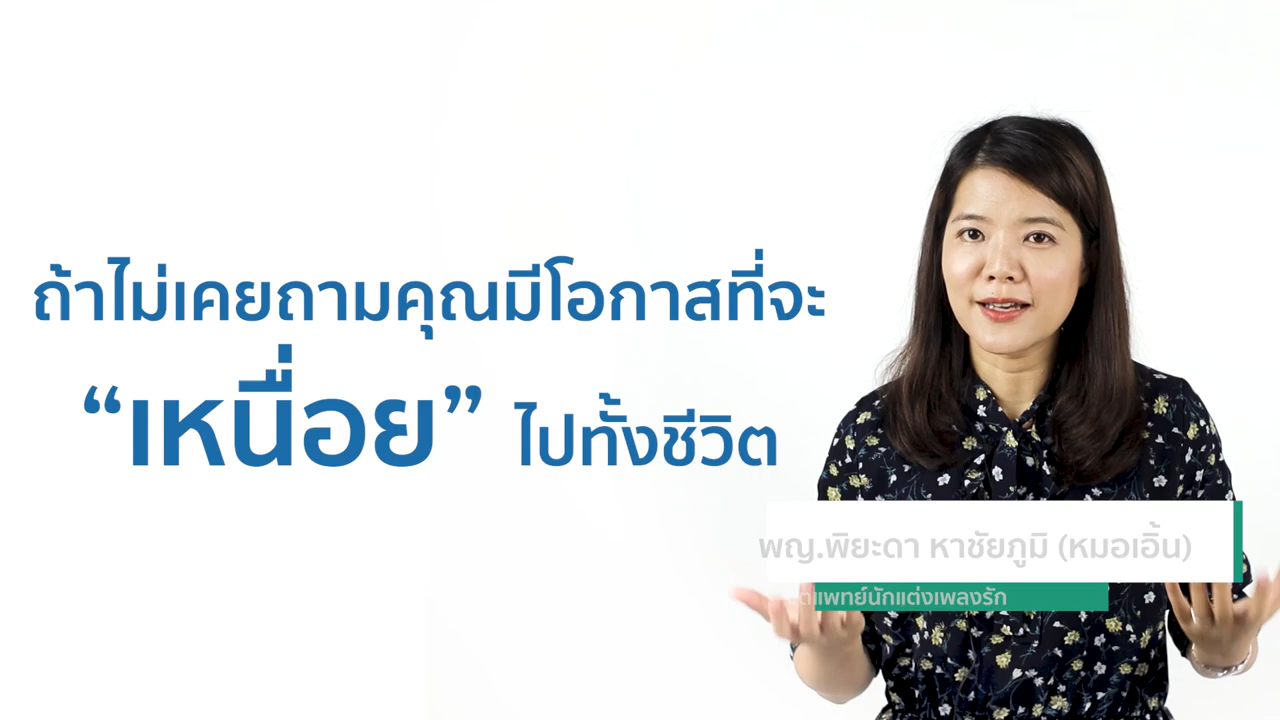 ถ้าไม่เคยถามคุณมีโอกาสที่จะ
“เหนื่อย” ไปทั้งชีวิต
พญ.พิยะดา หาชัยภูมิ (หมอเอิ้น)
แพทย์นักแต่งเพลงรัก